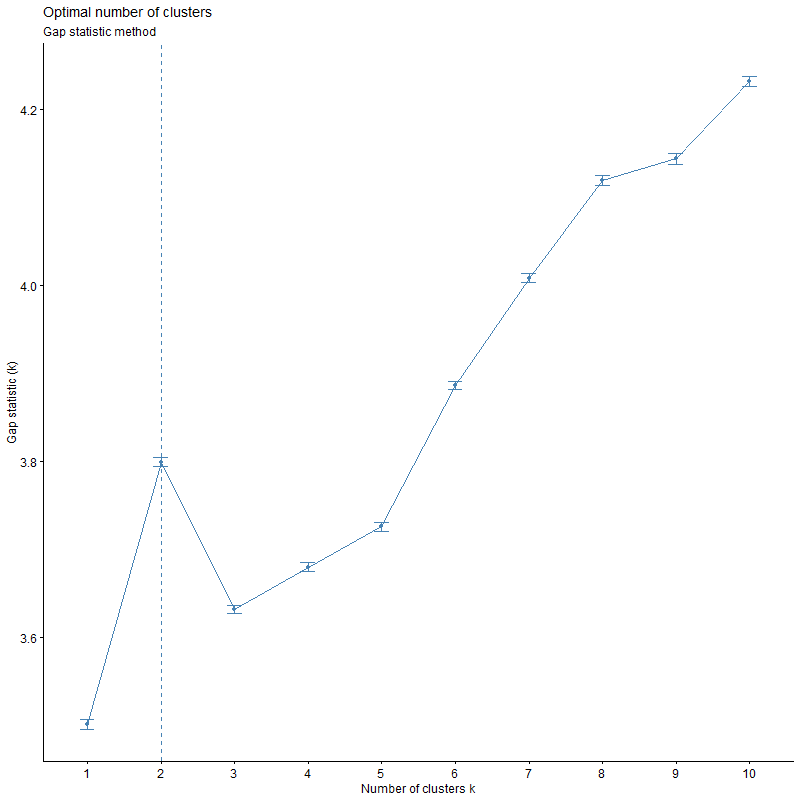 Optimal number of clusters
Gap statistic method
Gap statistic (k)
4.2
4.0
3.8
3.6
1 2 3 4 5 6 7 8 9 10
Number of clusters k